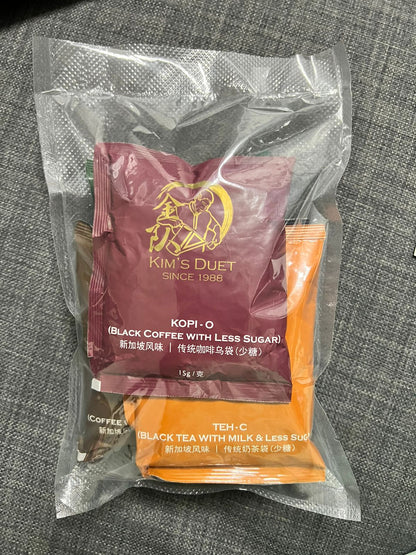 金队
KIM'S DUET
SINCE 1988
KOPI - O
(BLACK COFFEE WITH LESS SUGAR)
新加坡风味 | 传统咖啡乌袋(少糖)
15g / 克
(COFFEE
新加坡
TEH - C
(BLACK TEA WITH MILK & LESS SUG
新加坡风味 | 传统奶茶袋(少糖)